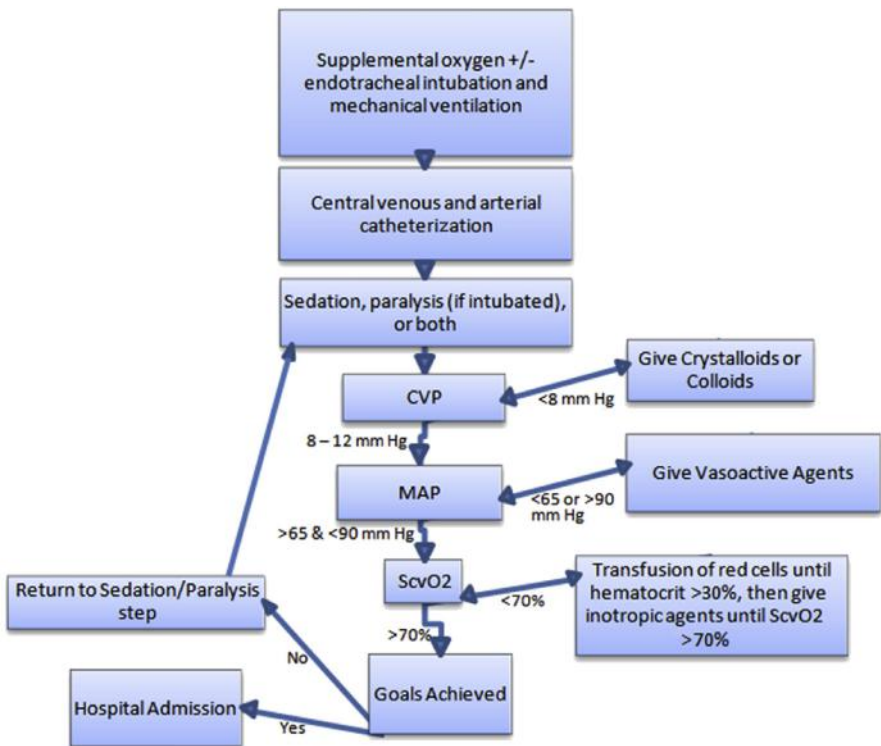 Supplemental oxygen +/-
endotracheal intubation and
mechanical ventilation
Central venous and arterial
catheterization
Sedation, paralysis (if intubated),
or both
CVP
<8 mm Hg
Give Crystalloids or
Colloids
8 – 12 mm Hg
MAP
<65 or >90
mm Hg
Give Vasoactive Agents
>65 & <90 mm Hg
ScvO2
<70%
Transfusion of red cells until
hematocrit >30%, then give
inotropic agents until ScvO2
>70%
>70%
Return to Sedation/Paralysis
step
No
Goals Achieved
Hospital Admission
Yes